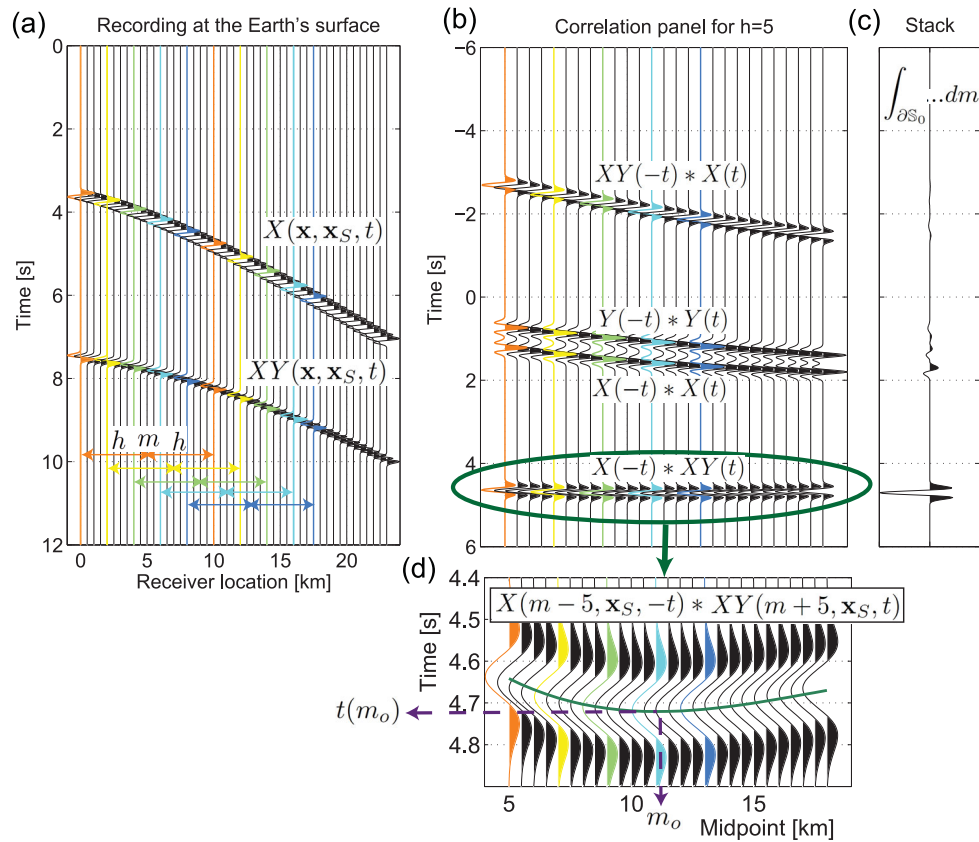 (a)
Recording at the Earth's surface
0
2
4
6
8
10
12
Time [s]
X(x, x_S, t)
XY(x, x_S, t)
h m h
0 5 10 15 20
Receiver location [km]
(b)
Correlation panel for h=5
−6
−4
−2
0
2
4
6
Time [s]
XY(−t) ∗ X(t)
Y(−t) ∗ Y(t)
X(−t) ∗ X(t)
X(−t) ∗ XY(t)
(c)
Stack
∫_{∂𝕊_0} ...dm
(d)
4.4
4.5
4.6
4.7
4.8
Time [s]
X(m − 5, x_S, −t) ∗ XY(m + 5, x_S, t)
t(m_o)
5 10 15
m_o
Midpoint [km]